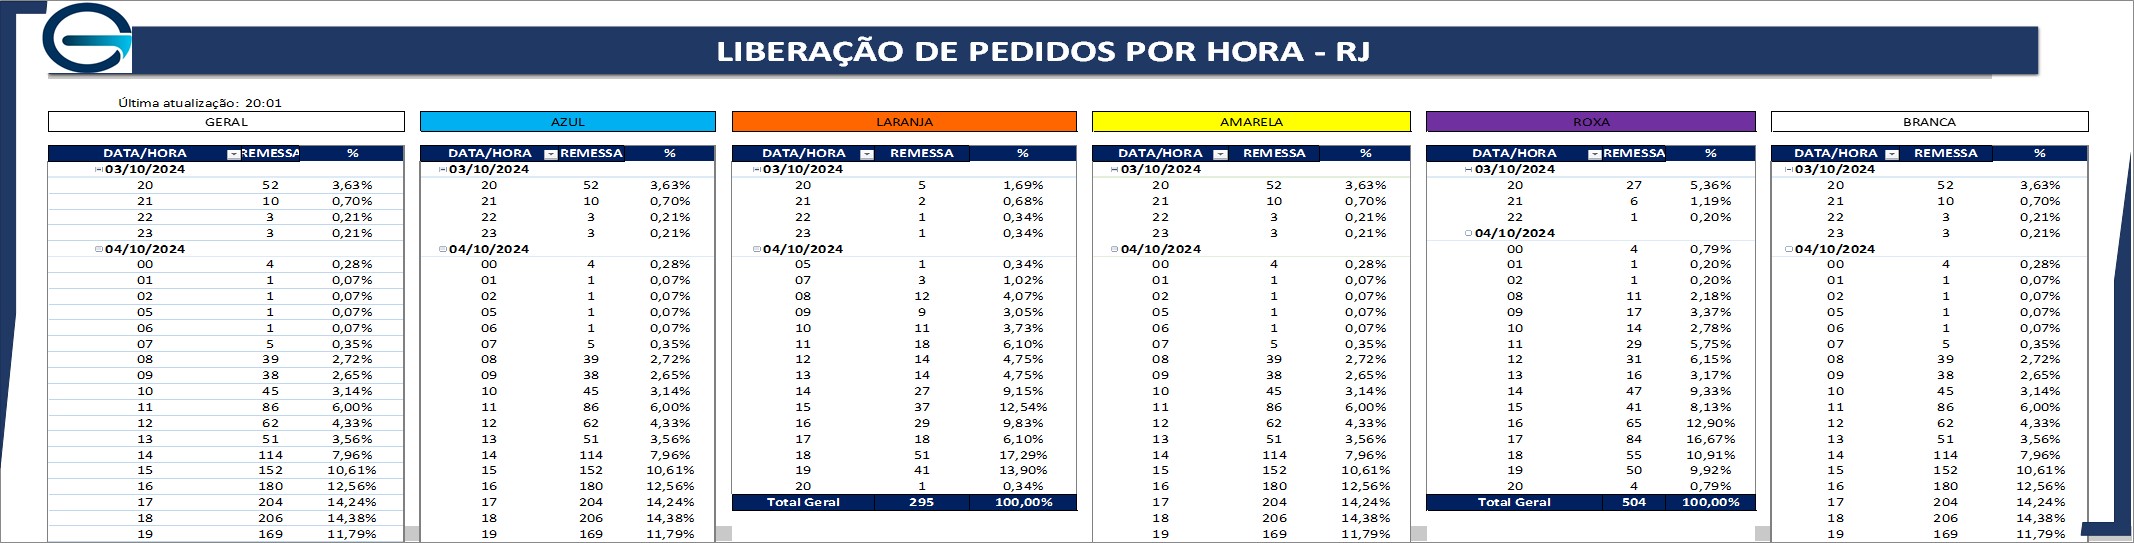 LIBERAÇÃO DE PEDIDOS POR HORA - RJ
Última atualização: 20:01
GERAL AZUL LARANJA AMARELA ROXA BRANCA
DATA/HORA REMESSA % DATA/HORA REMESSA % DATA/HORA REMESSA % DATA/HORA REMESSA % DATA/HORA REMESSA % DATA/HORA REMESSA %
03/10/2024 03/10/2024 03/10/2024 03/10/2024 03/10/2024 03/10/2024
20 52 3,63% 20 52 3,63% 20 5 1,69% 20 52 3,63% 20 27 5,36% 20 52 3,63%
21 10 0,70% 21 10 0,70% 21 2 0,68% 21 10 0,70% 21 6 1,19% 21 10 0,70%
22 3 0,21% 22 3 0,21% 22 1 0,34% 22 3 0,21% 22 1 0,20% 22 3 0,21%
23 3 0,21% 23 3 0,21% 23 1 0,34% 23 3 0,21% 04/10/2024 23 3 0,21%
04/10/2024 04/10/2024 04/10/2024 04/10/2024 00 4 0,79% 04/10/2024
00 4 0,28% 00 4 0,28% 05 1 0,34% 00 4 0,28% 01 1 0,20% 00 4 0,28%
01 1 0,07% 01 1 0,07% 07 3 1,02% 01 1 0,07% 02 1 0,20% 01 1 0,07%
02 1 0,07% 02 1 0,07% 08 12 4,07% 02 1 0,07% 08 11 2,18% 02 1 0,07%
05 1 0,07% 05 1 0,07% 09 9 3,05% 05 1 0,07% 09 17 3,37% 05 1 0,07%
06 1 0,07% 06 1 0,07% 10 11 3,73% 06 1 0,07% 10 14 2,78% 06 1 0,07%
07 5 0,35% 07 5 0,35% 11 18 6,10% 07 5 0,35% 11 29 5,75% 07 5 0,35%
08 39 2,72% 08 39 2,72% 12 14 4,75% 08 39 2,72% 12 31 6,15% 08 39 2,72%
09 38 2,65% 09 38 2,65% 13 14 4,75% 09 38 2,65% 13 16 3,17% 09 38 2,65%
10 45 3,14% 10 45 3,14% 14 27 9,15% 10 45 3,14% 14 47 9,33% 10 45 3,14%
11 86 6,00% 11 86 6,00% 15 37 12,54% 11 86 6,00% 15 41 8,13% 11 86 6,00%
12 62 4,33% 12 62 4,33% 16 29 9,83% 12 62 4,33% 16 65 12,90% 12 62 4,33%
13 51 3,56% 13 51 3,56% 17 18 6,10% 13 51 3,56% 17 84 16,67% 13 51 3,56%
14 114 7,96% 14 114 7,96% 18 51 17,29% 14 114 7,96% 18 55 10,91% 14 114 7,96%
15 152 10,61% 15 152 10,61% 19 41 13,90% 15 152 10,61% 19 50 9,92% 15 152 10,61%
16 180 12,56% 16 180 12,56% 20 1 0,34% 16 180 12,56% 20 4 0,79% 16 180 12,56%
17 204 14,24% 17 204 14,24% Total Geral 295 100,00% 17 204 14,24% Total Geral 504 100,00% 17 204 14,24%
18 206 14,38% 18 206 14,38% 18 206 14,38% 18 206 14,38%
19 169 11,79% 19 169 11,79% 19 169 11,79% 19 169 11,79%